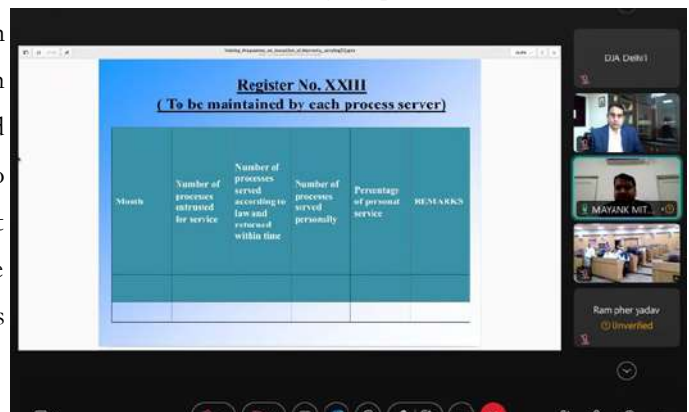 DJA Delhi
Register No. XXIII
( To be maintained by each process server)
Month
Number of
processes
entrusted
for service
Number of
processes
served
according to
law and
returned
within time
Number of
processes
served
personally
Percentage
of personal
service
REMARKS
MAYANK MIT...
Ram pher yadav
Unverified